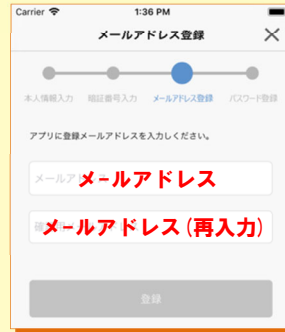 Carrier 1:36 PM
メールアドレス登録
本人情報入力 暗証番号入力 メールアドレス登録 パスワード登録
アプリに登録メールアドレスを入力ください。
メールアドレス
メールアドレス(再入力)
登録